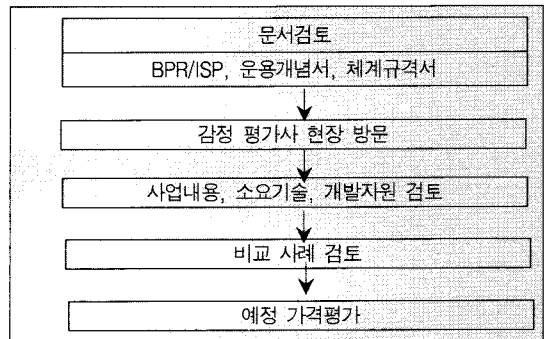 문서검토
BPR/ISP, 운용개념서, 체계규격서
감정 평가사 현장 방문
사업내용, 소요기술, 개발자원 검토
비교 사례 검토
예정 가격평가